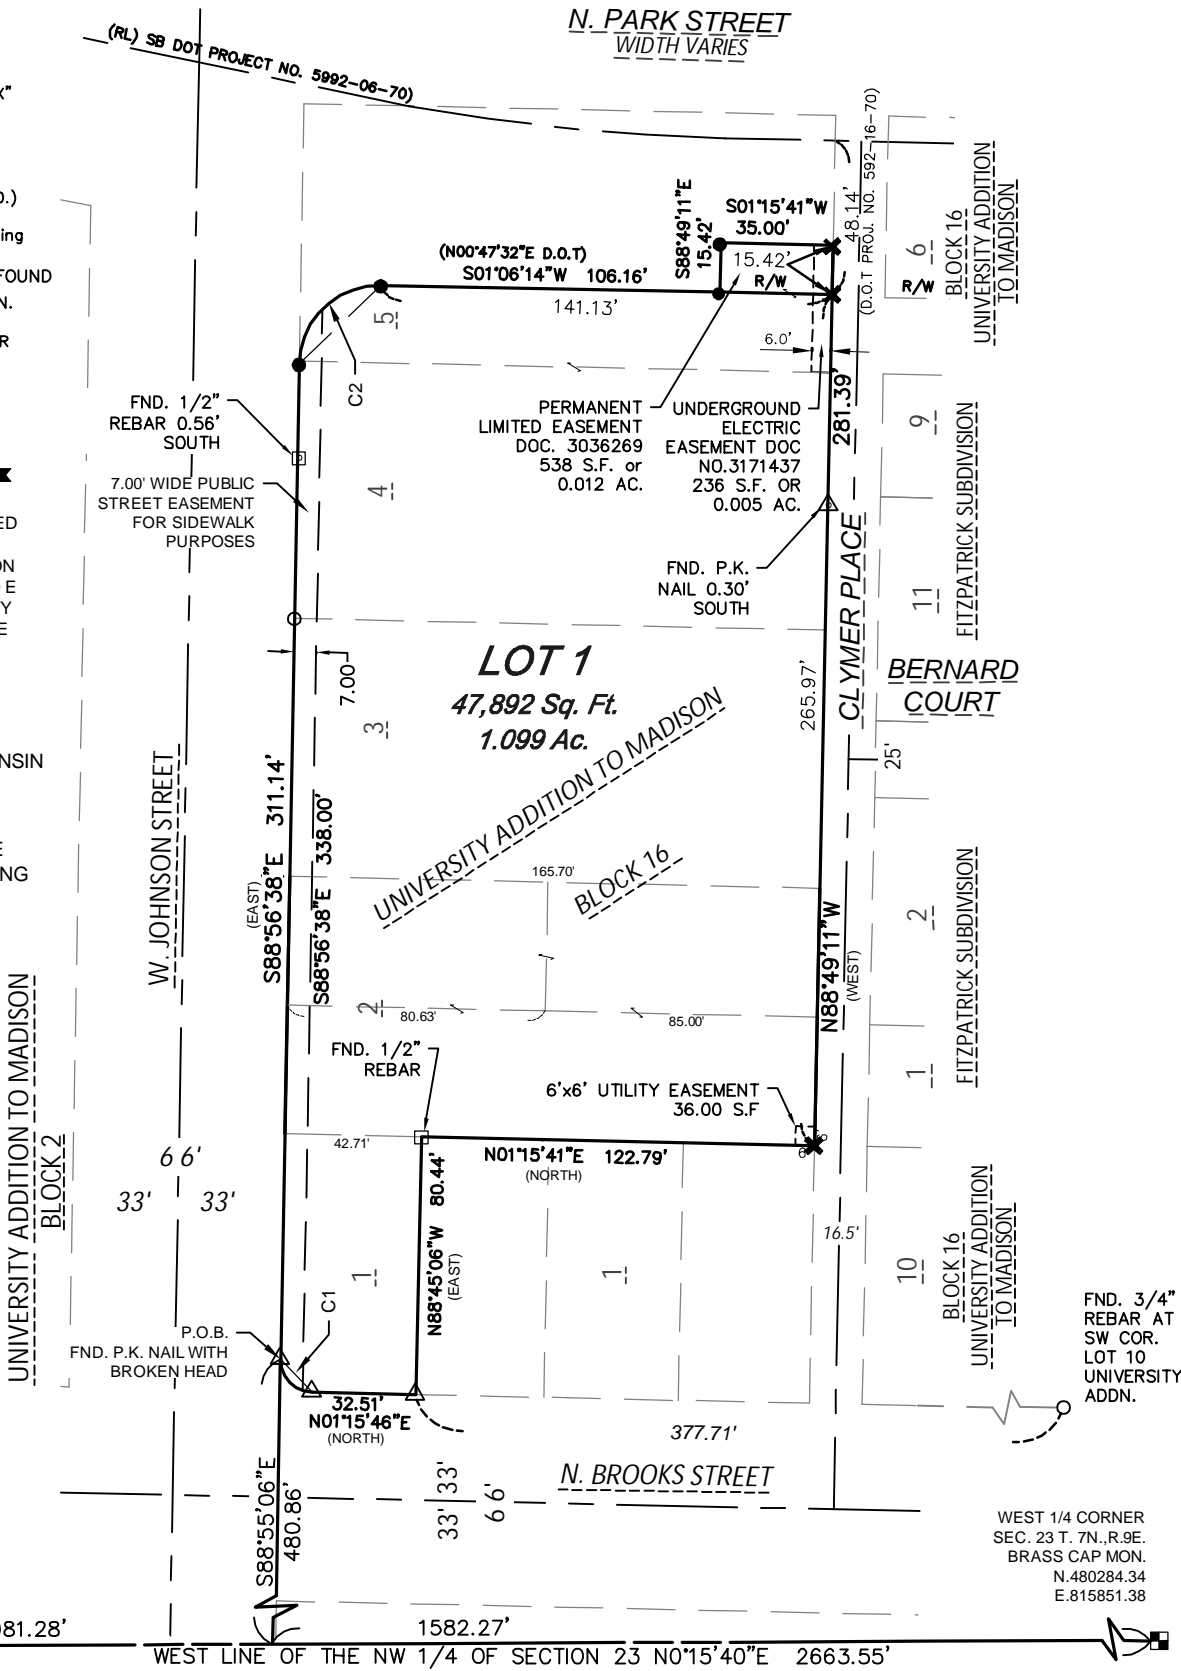 N. PARK STREET
WIDTH VARIES
(RL) SB DOT PROJECT NO. 5992-06-70)
X"
ing
FOUND
N.
R
ED
ON
E
Y
E
NSIN
E
NG
(D.O.T PROJ. NO. 592-16-70)
48.14'
S88°49'11"E
15.42'
S01°15'41"W
35.00'
15.42'
R/W
R/W
6
BLOCK 16
UNIVERSITY ADDITION
TO MADISON
(N00°47'32"E D.O.T)
S01°06'14"W 106.16'
141.13'
5
C2
6.0'
281.39'
FND. 1/2"
REBAR 0.56'
SOUTH
7.00' WIDE PUBLIC
STREET EASEMENT
FOR SIDEWALK
PURPOSES
4
PERMANENT
LIMITED EASEMENT
DOC. 3036269
538 S.F. or
0.012 AC.
UNDERGROUND
ELECTRIC
EASEMENT DOC
NO.3171437
236 S.F. OR
0.005 AC.
9
FITZPATRICK SUBDIVISION
11
FND. P.K.
NAIL 0.30'
SOUTH
CLYMER PLACE
BERNARD
COURT
LOT 1
47,892 Sq. Ft.
1.099 Ac.
7.00'
3
265.97'
25'
UNIVERSITY ADDITION TO MADISON
BLOCK 16
W. JOHNSON STREET
S88°56'38"E 311.14'
(EAST)
S88°56'38"E 338.00'
165.70'
N88°49'11"W
(WEST)
2
FITZPATRICK SUBDIVISION
1
2
80.63'
85.00'
FND. 1/2"
REBAR
6'x6' UTILITY EASEMENT
36.00 S.F
6'
UNIVERSITY ADDITION TO MADISON
BLOCK 2
66'
33' 33'
42.71'
N01°15'41"E 122.79'
(NORTH)
N88°45'06"W 80.44'
(EAST)
1
1
16.5'
10
BLOCK 16
UNIVERSITY ADDITION
TO MADISON
C1
P.O.B.
FND. P.K. NAIL WITH
BROKEN HEAD
32.51'
N01°15'46"E
(NORTH)
377.71'
FND. 3/4"
REBAR AT
SW COR.
LOT 10
UNIVERSITY
ADDN.
N. BROOKS STREET
33' 33'
66'
S88°55'06"E
480.86'
WEST 1/4 CORNER
SEC. 23 T. 7N.,R.9E.
BRASS CAP MON.
N.480284.34
E.815851.38
081.28'
1582.27'
WEST LINE OF THE NW 1/4 OF SECTION 23 N0°15'40"E 2663.55'